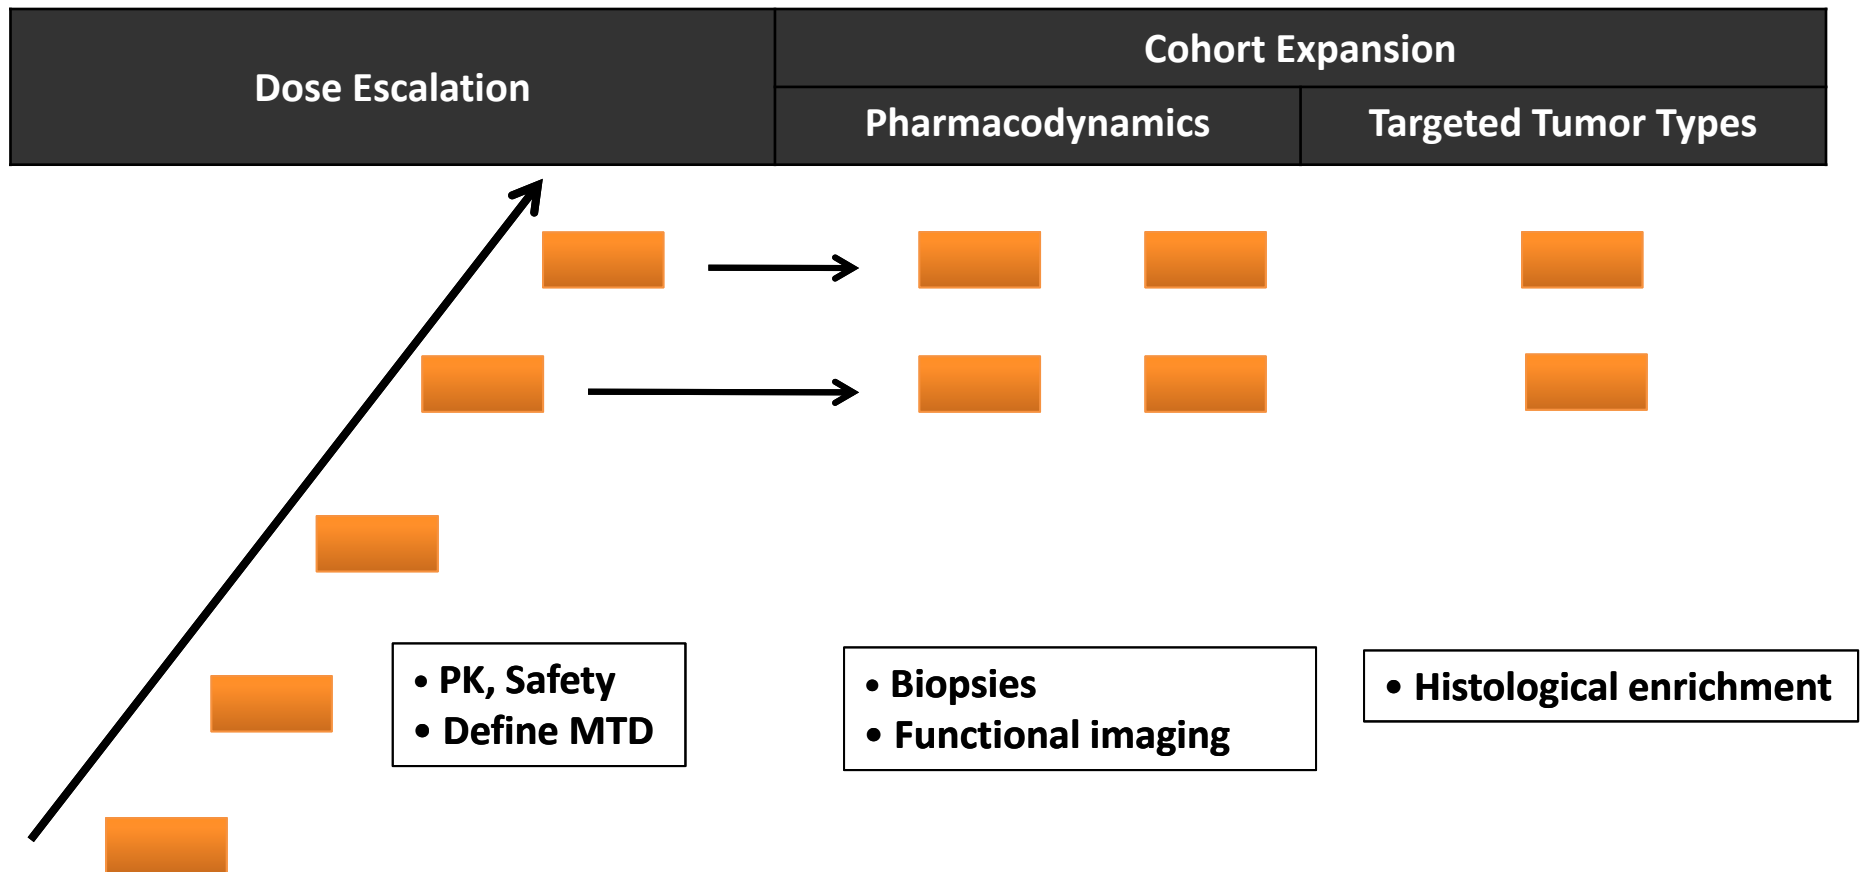 Dose Escalation
Cohort Expansion
Pharmacodynamics
Targeted Tumor Types
• PK, Safety
• Define MTD
• Biopsies
• Functional imaging
• Histological enrichment